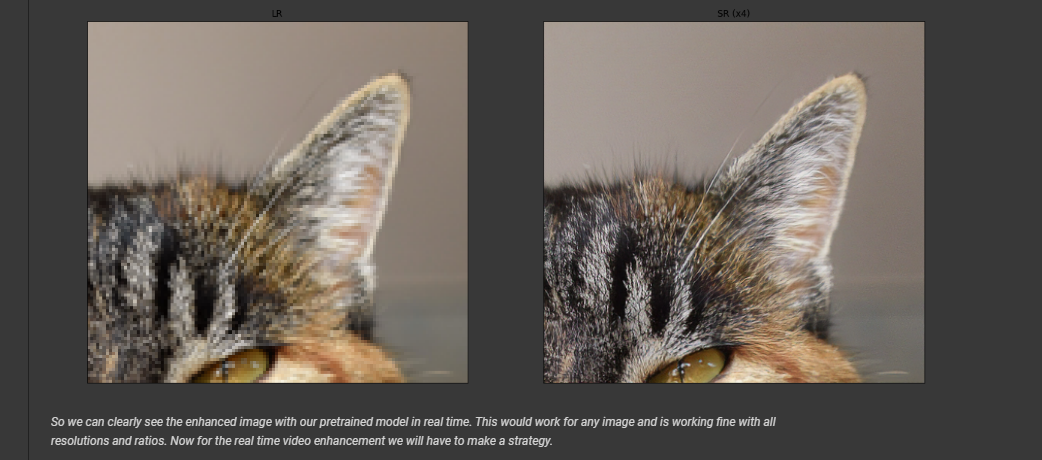 LR
SR (x4)
So we can clearly see the enhanced image with our pretrained model in real time. This would work for any image and is working fine with all
resolutions and ratios. Now for the real time video enhancement we will have to make a strategy.